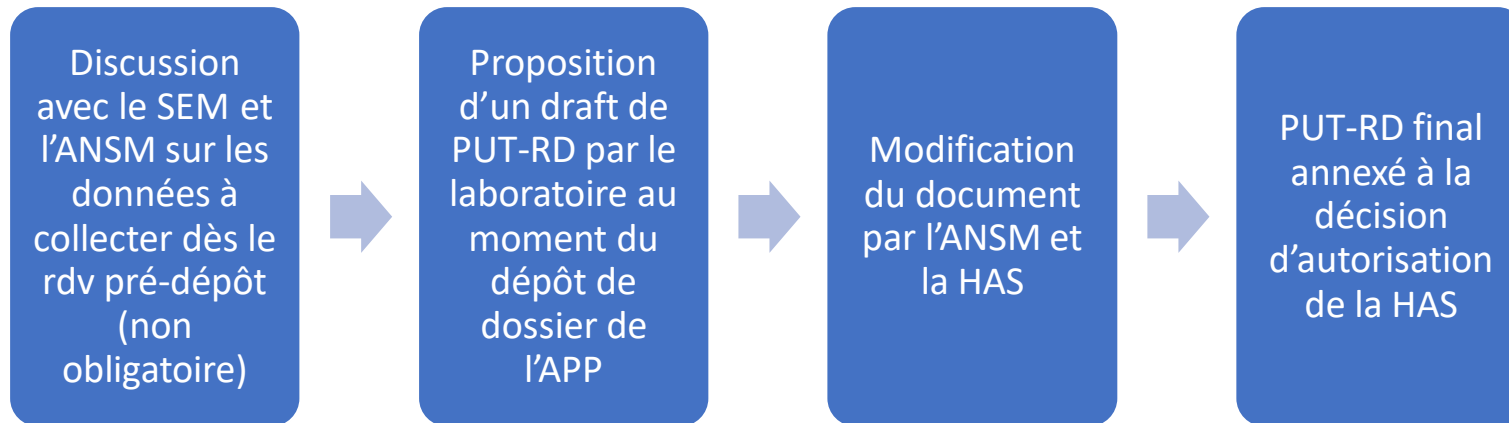 Discussion
avec le SEM et
l’ANSM sur les
données à
collecter dès le
rdv pré-dépôt
(non
obligatoire)
Proposition
d’un draft de
PUT-RD par le
laboratoire au
moment du
dépôt de
dossier de
l’APP
Modification
du document
par l’ANSM et
la HAS
PUT-RD final
annexé à la
décision
d’autorisation
de la HAS